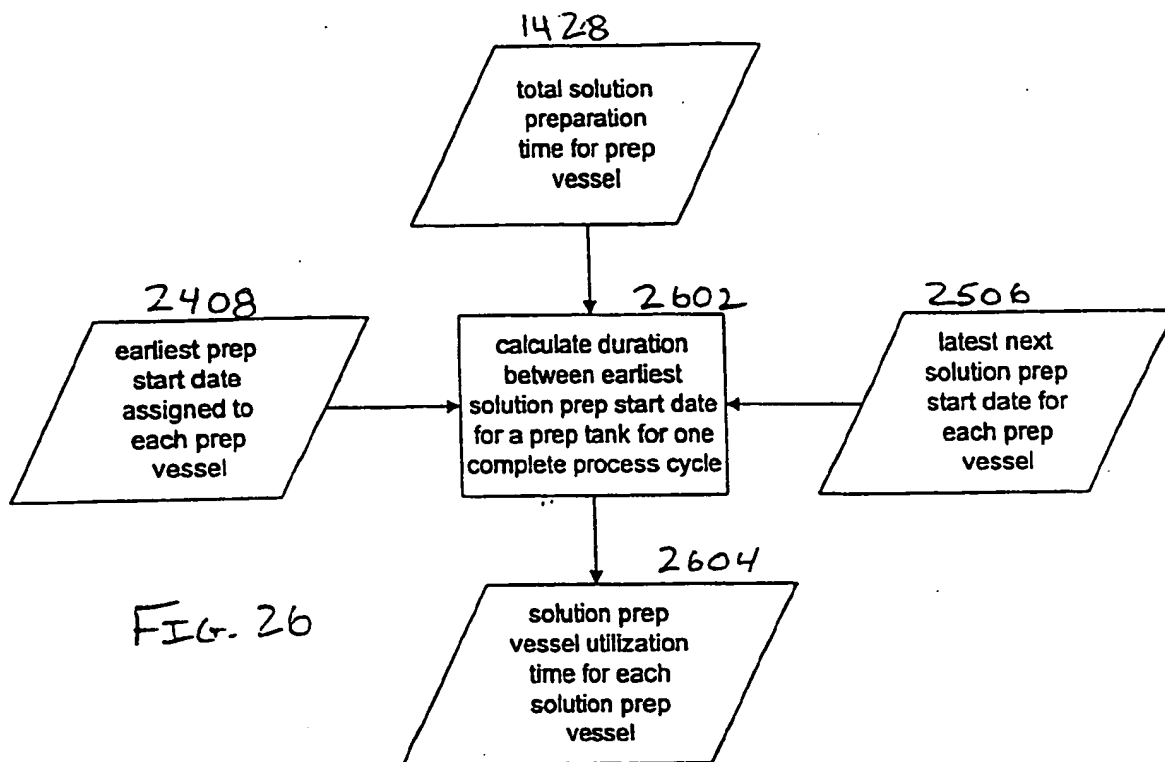 1428
total solution
preparation
time for prep
vessel
2408
earliest prep
start date
assigned to
each prep
vessel
2602
calculate duration
between earliest
solution prep start date
for a prep tank for one
complete process cycle
2506
latest next
solution prep
start date for
each prep
vessel
2604
solution prep
vessel utilization
time for each
solution prep
vessel
FIG. 26